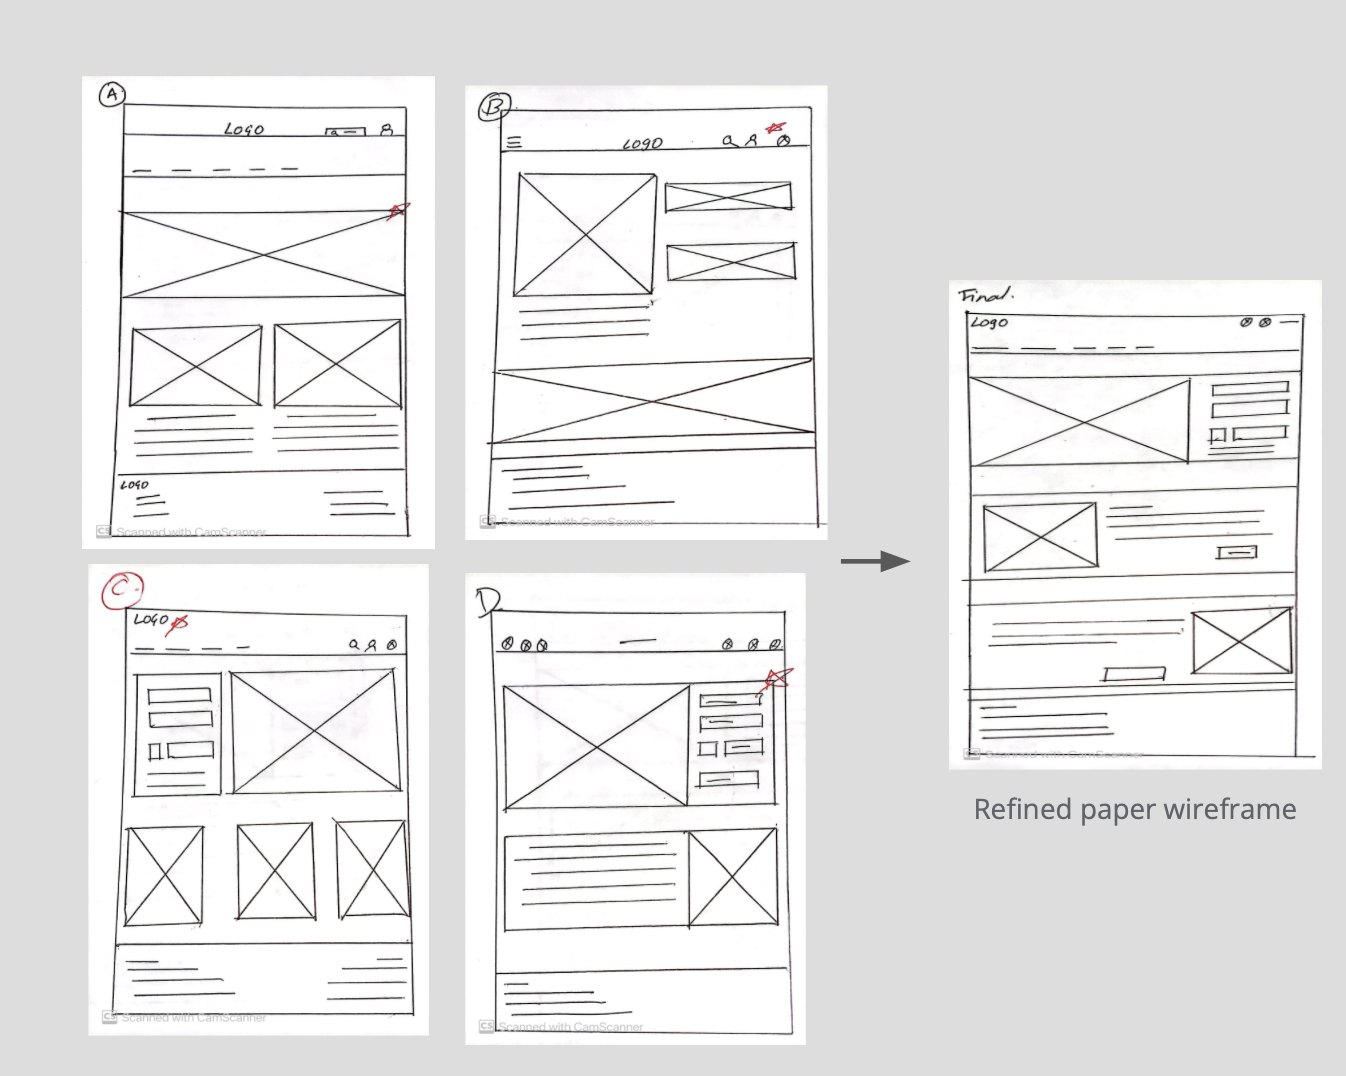 A
LOGO
LOGO
CS Scanned with CamScanner
B
LOGO
CS Scanned with CamScanner
C
LOGO
CS Scanned with CamScanner
D
CS Scanned with CamScanner
Final.
LOGO
CS Scanned with CamScanner
Refined paper wireframe